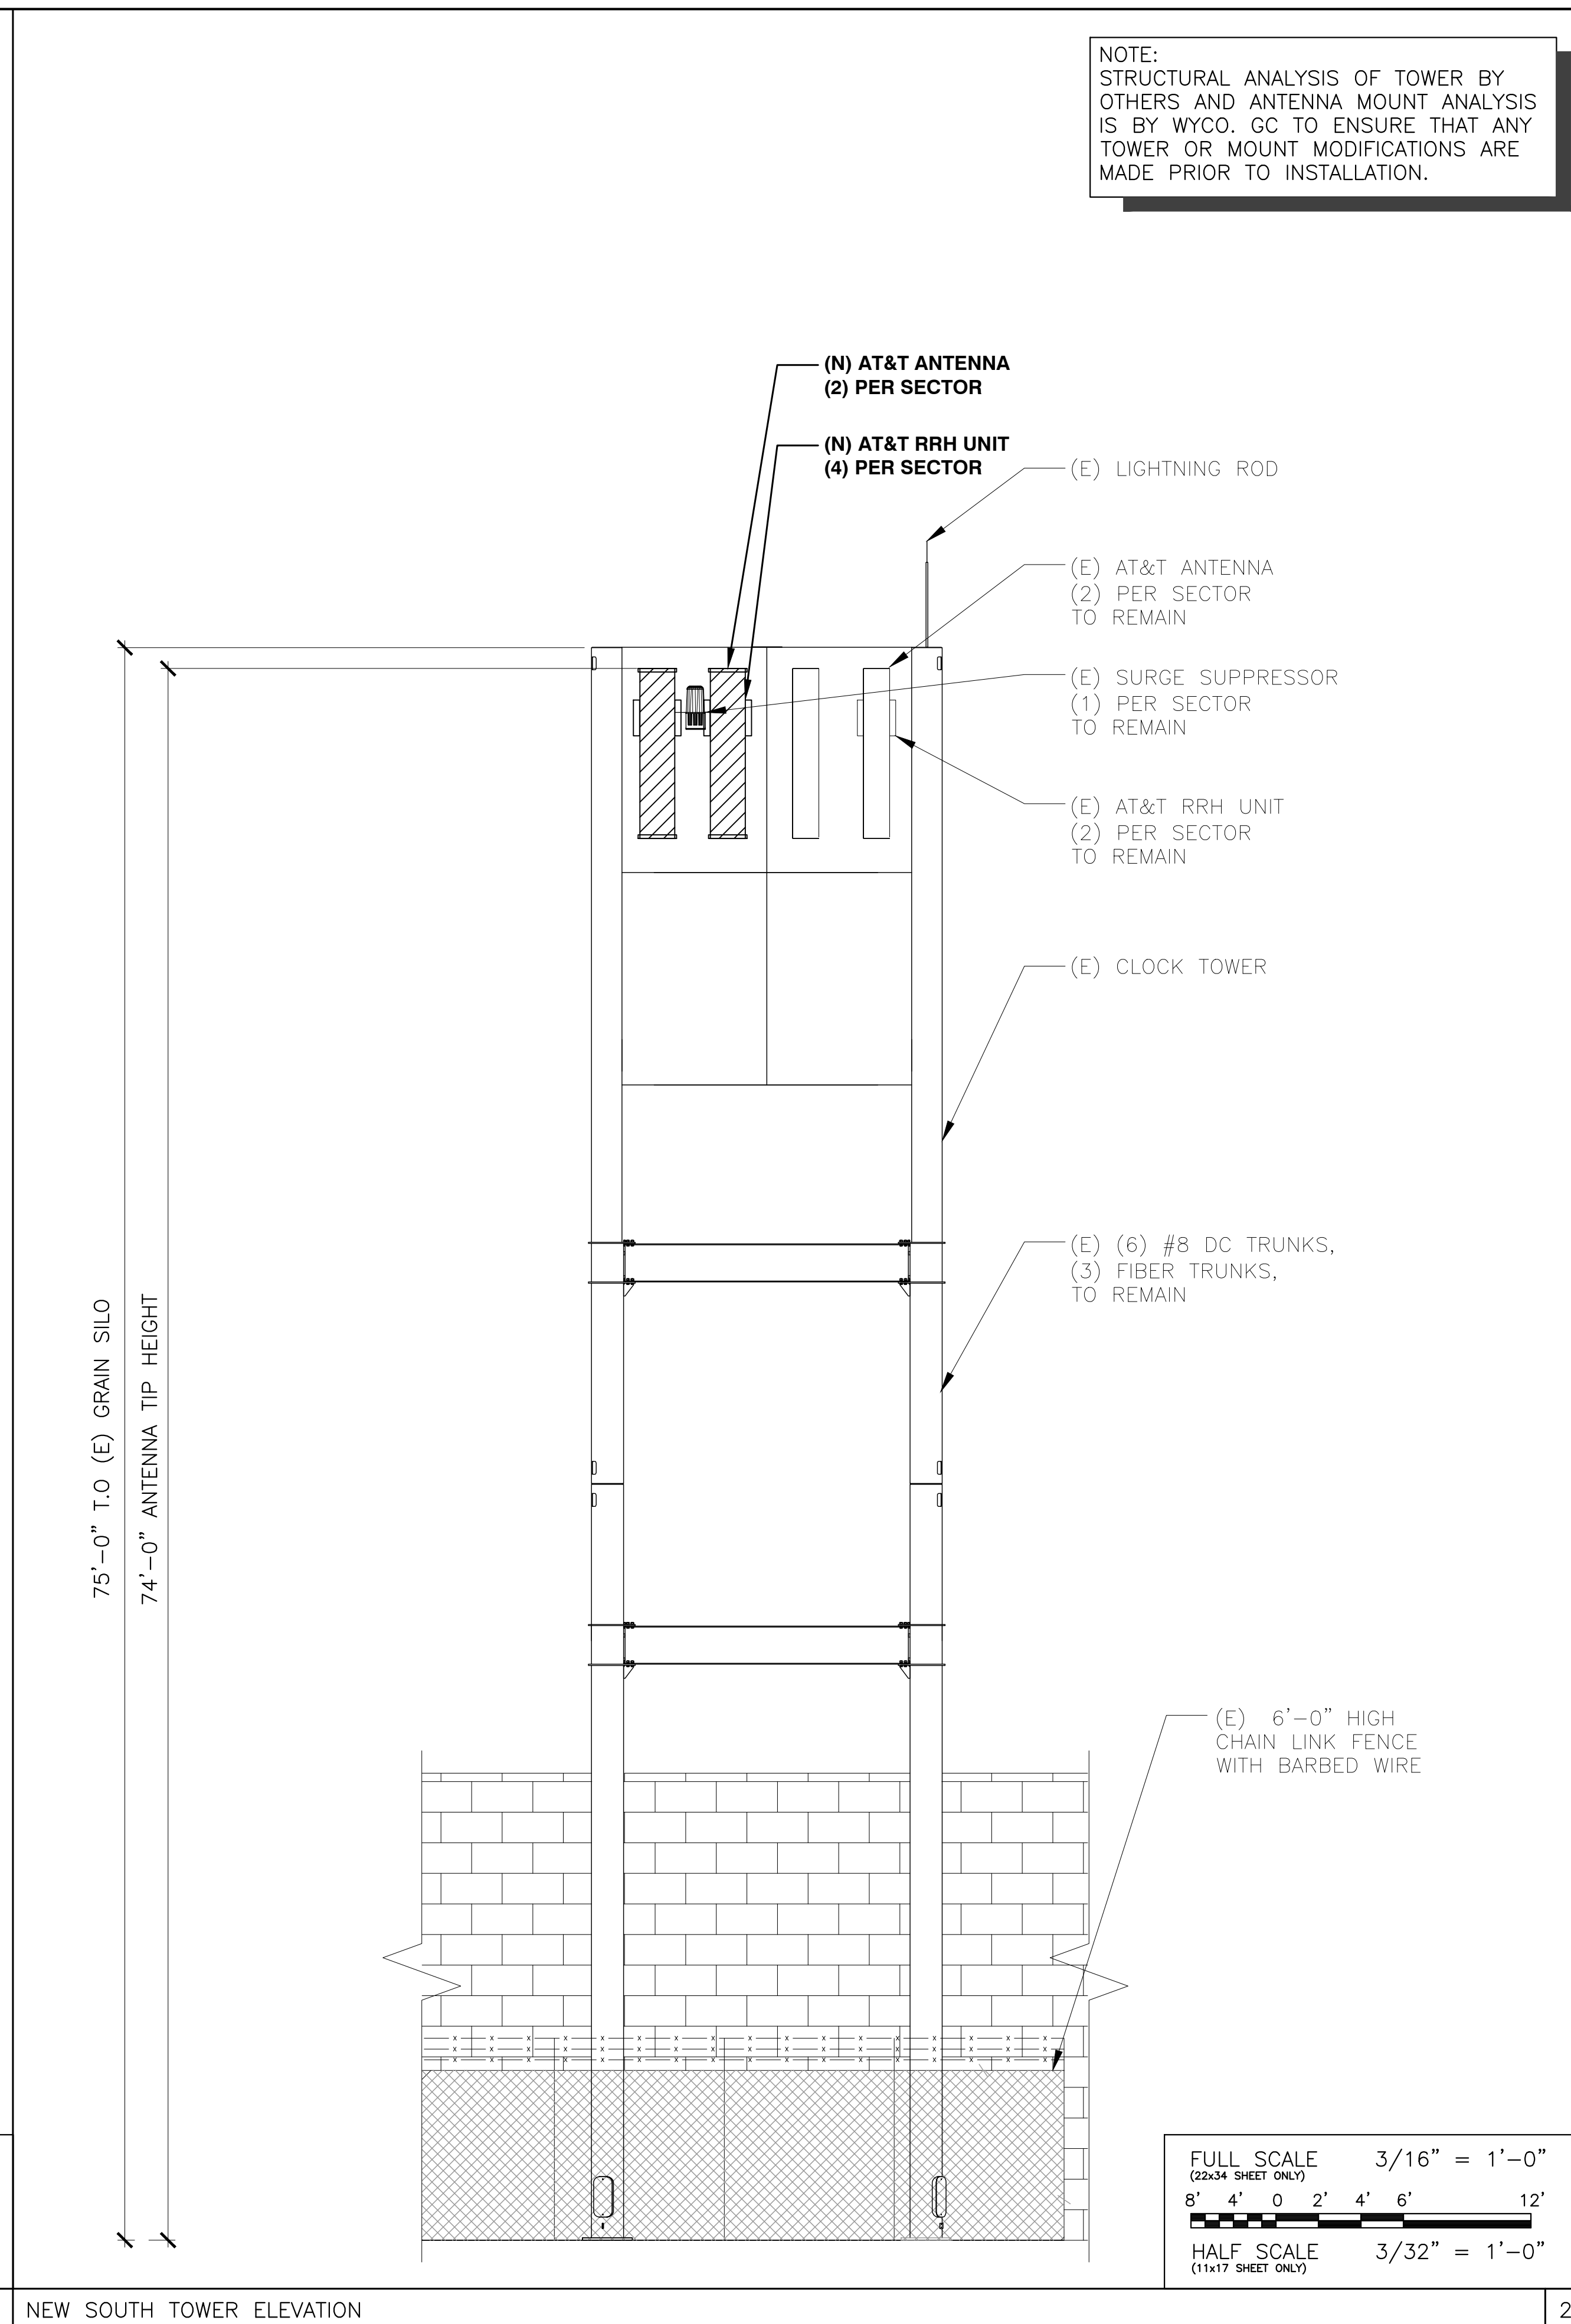 NOTE:
STRUCTURAL ANALYSIS OF TOWER BY
OTHERS AND ANTENNA MOUNT ANALYSIS
IS BY WYCO. GC TO ENSURE THAT ANY
TOWER OR MOUNT MODIFICATIONS ARE
MADE PRIOR TO INSTALLATION.
(N) AT&T ANTENNA
(2) PER SECTOR
(N) AT&T RRH UNIT
(4) PER SECTOR
(E) LIGHTNING ROD
(E) AT&T ANTENNA
(2) PER SECTOR
TO REMAIN
(E) SURGE SUPPRESSOR
(1) PER SECTOR
TO REMAIN
(E) AT&T RRH UNIT
(2) PER SECTOR
TO REMAIN
(E) CLOCK TOWER
(E) (6) #8 DC TRUNKS,
(3) FIBER TRUNKS,
TO REMAIN
75'-0" T.O (E) GRAIN SILO
74'-0" ANTENNA TIP HEIGHT
(E) 6'-0" HIGH
CHAIN LINK FENCE
WITH BARBED WIRE
FULL SCALE 3/16" = 1'-0"
(22x34 SHEET ONLY)
8' 4' 0 2' 4' 6' 12'
HALF SCALE 3/32" = 1'-0"
(11x17 SHEET ONLY)
NEW SOUTH TOWER ELEVATION
2